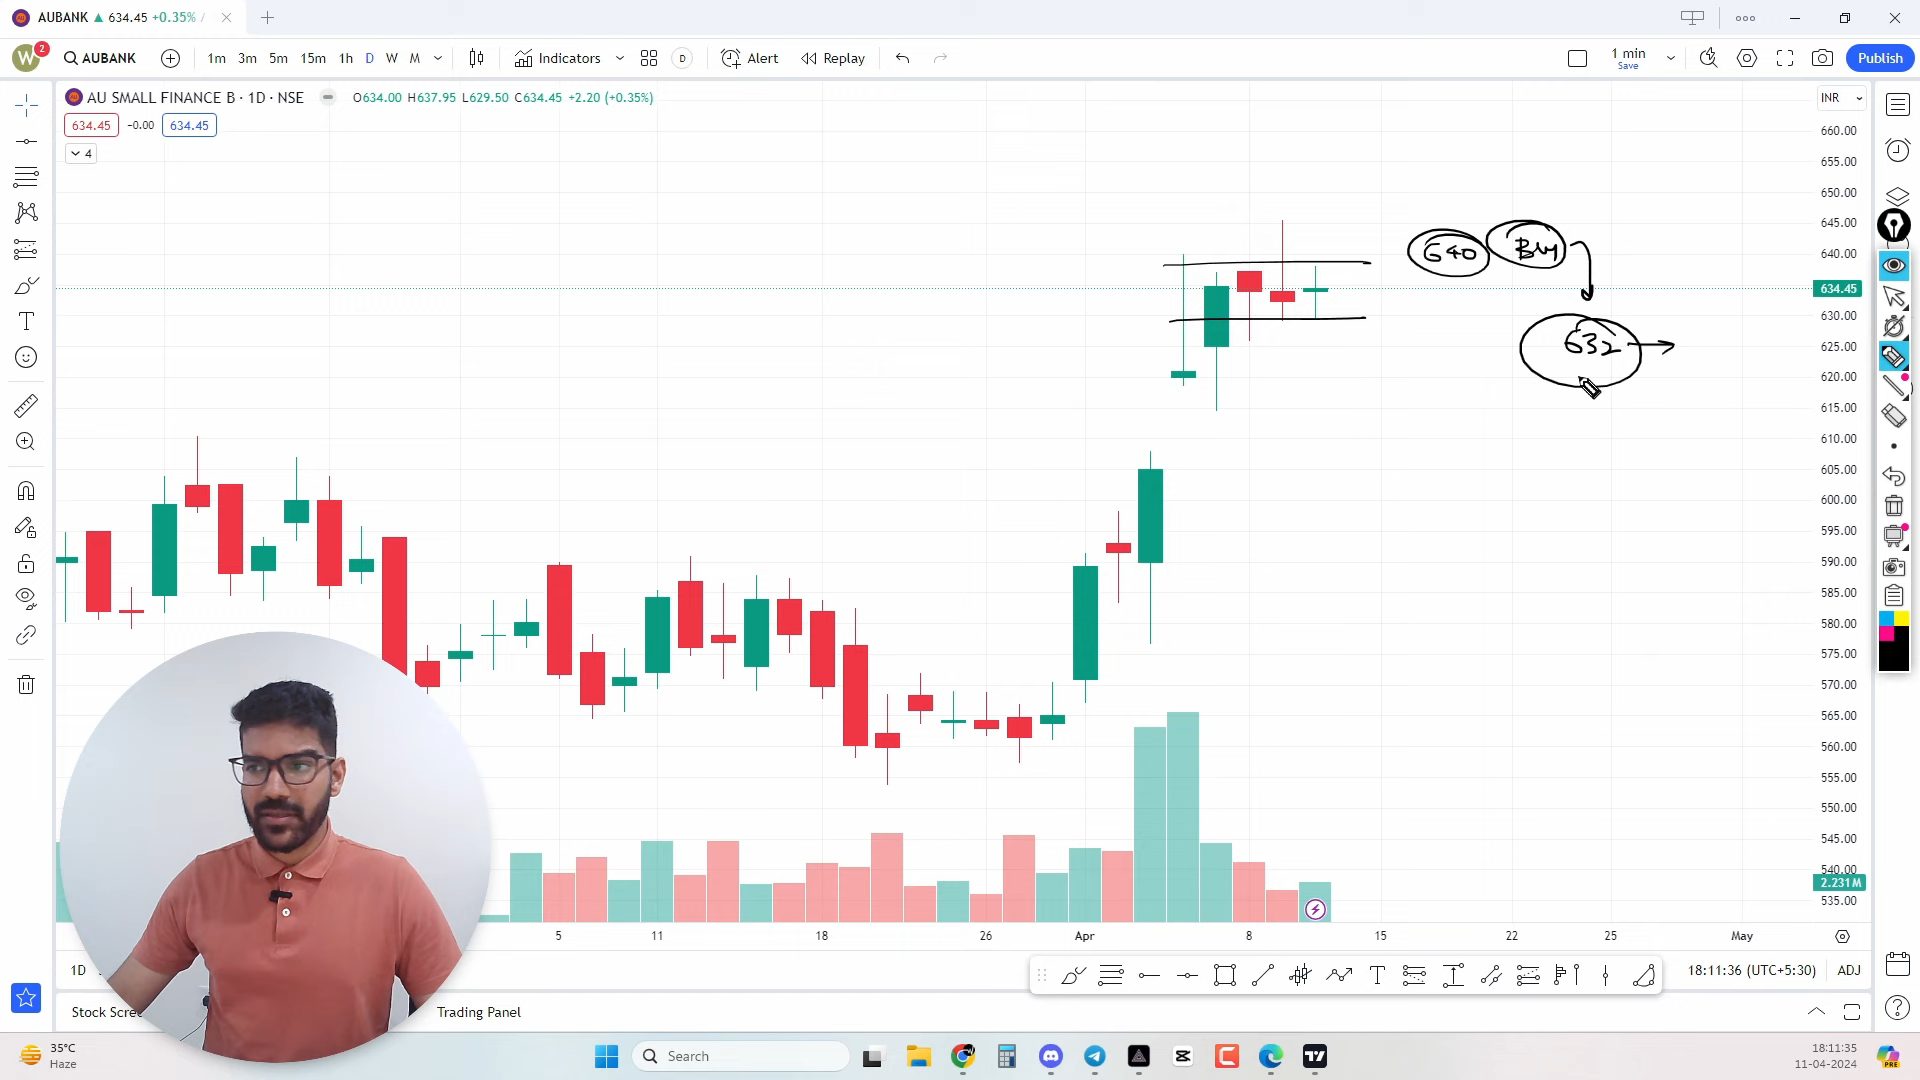 AUBANK ▲ 634.45 +0.35% /
W 2 AUBANK 1m 3m 5m 15m 1h D W M Indicators D Alert Replay 1 min Save Publish
AU SMALL FINANCE B · 1D · NSE O634.00 H637.95 L629.50 C634.45 +2.20 (+0.35%) INR
634.45 -0.00 634.45
4
660.00
655.00
650.00
645.00
640.00
634.45
630.00
625.00
620.00
615.00
610.00
605.00
600.00
595.00
590.00
585.00
580.00
575.00
570.00
565.00
560.00
555.00
550.00
545.00
540.00
2.231M
535.00
640 Buy
632
5 11 18 26 Apr 8 15 22 25 May
1D 18:11:36 (UTC+5:30) ADJ
Stock Scree Trading Panel
35°C
Haze
Search
18:11:35
11-04-2024
PRE